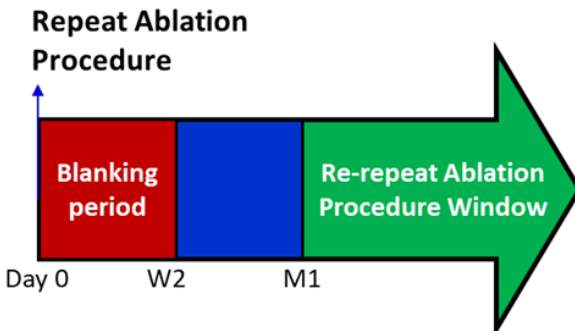 Repeat Ablation
Procedure
Blanking
period
Re-repeat Ablation
Procedure Window
Day 0
W2
M1